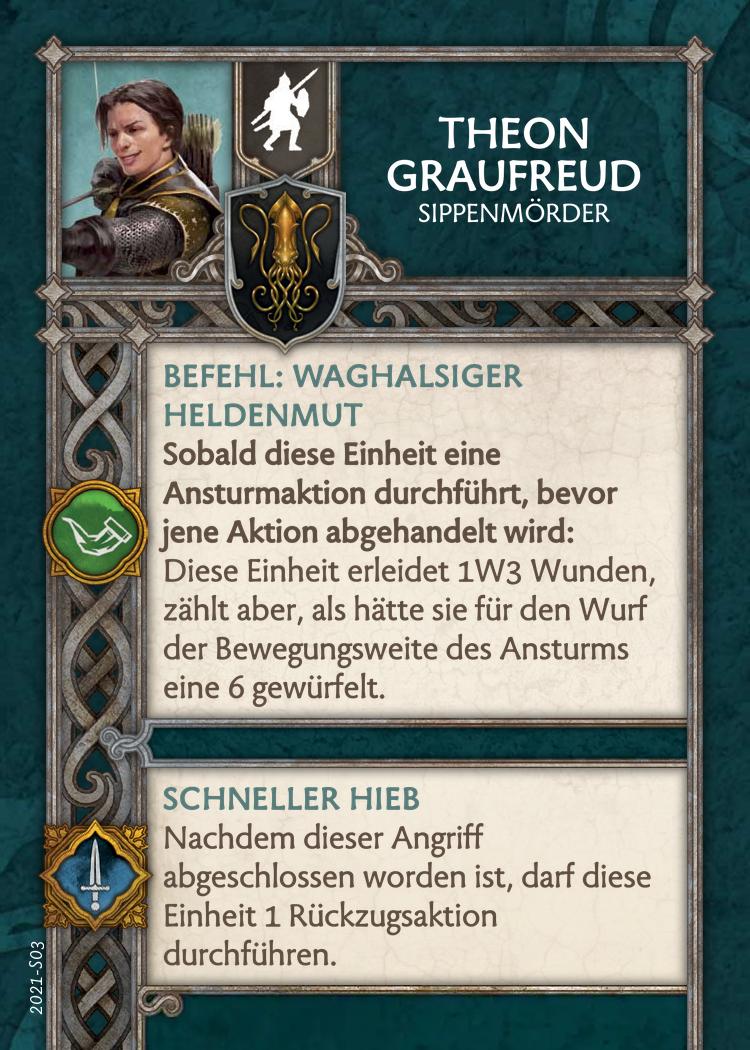 THEON
GRAUFREUD
SIPPENMÖRDER
BEFEHL: WAGHALSIGER
HELDENMUT
Sobald diese Einheit eine
Ansturmaktion durchführt, bevor
jene Aktion abgehandelt wird:
Diese Einheit erleidet 1W3 Wunden,
zählt aber, als hätte sie für den Wurf
der Bewegungsweite des Ansturms
eine 6 gewürfelt.
SCHNELLER HIEB
Nachdem dieser Angriff
abgeschlossen worden ist, darf diese
Einheit 1 Rückzugsaktion
durchführen.
2021-S03